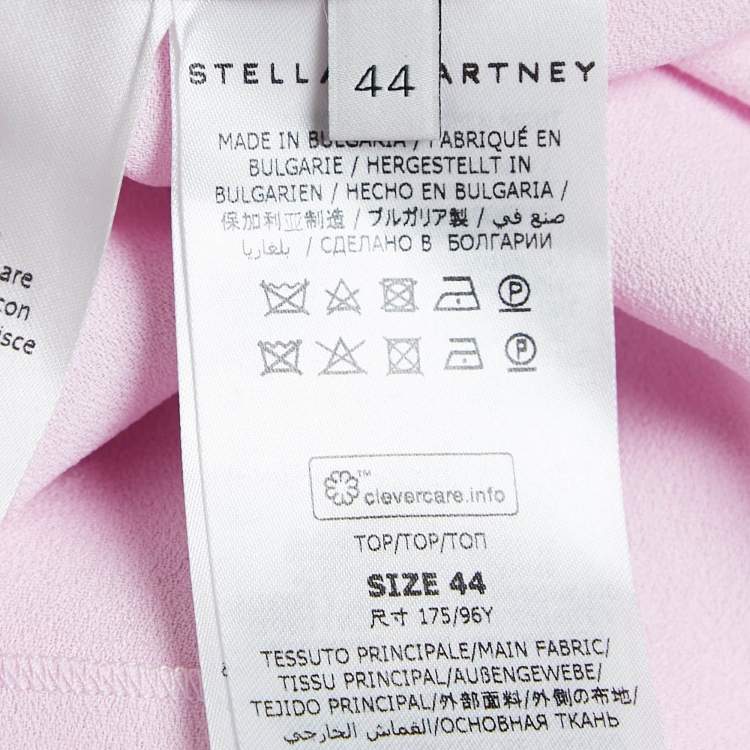 44
STELL ARTNEY
MADE IN BULGARIA / FABRIQUÉ EN
BULGARIE / HERGESTELLT IN
BULGARIEN / HECHO EN BULGARIA /
保加利亚制造 / ブルガリア製 / صنع في /
بلغاريا / СДЕЛАНО В БОЛГАРИИ
P
P
clevercare.info™
TOP/TOP/ТОП
SIZE 44
尺寸 175/96Y
TESSUTO PRINCIPALE/MAIN FABRIC/
TISSU PRINCIPAL/AUßENGEWEBE/
TEJIDO PRINCIPAL/外部面料/外側の布地/
القماش الخارجي/ОСНОВНАЯ ТКАНЬ
are
con
isce